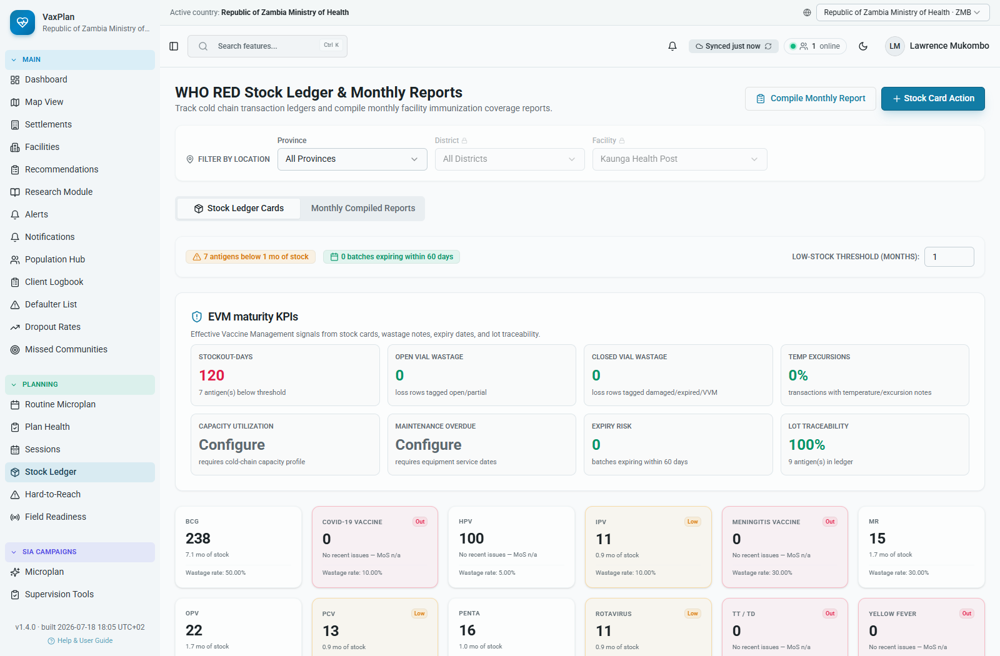 VaxPlan
Republic of Zambia Ministry of...
MAIN
Dashboard
Map View
Settlements
Facilities
Recommendations
Research Module
Alerts
Notifications
Population Hub
Client Logbook
Defaulter List
Dropout Rates
Missed Communities
PLANNING
Routine Microplan
Plan Health
Sessions
Stock Ledger
Hard-to-Reach
Field Readiness
SIA CAMPAIGNS
Microplan
Supervision Tools
v1.4.0 · built 2026-07-18 18:05 UTC+02
Help & User Guide
Active country: Republic of Zambia Ministry of Health
Republic of Zambia Ministry of Health · ZMB
Search features...
Ctrl K
Synced just now
1 online
LM
Lawrence Mukombo
WHO RED Stock Ledger & Monthly Reports
Track cold chain transaction ledgers and compile monthly facility immunization coverage reports.
Compile Monthly Report
Stock Card Action
FILTER BY LOCATION
Province
All Provinces
District
All Districts
Facility
Kaunga Health Post
Stock Ledger Cards
Monthly Compiled Reports
7 antigens below 1 mo of stock
0 batches expiring within 60 days
LOW-STOCK THRESHOLD (MONTHS):
1
EVM maturity KPIs
Effective Vaccine Management signals from stock cards, wastage notes, expiry dates, and lot traceability.
STOCKOUT-DAYS
120
7 antigen(s) below threshold
OPEN VIAL WASTAGE
0
loss rows tagged open/partial
CLOSED VIAL WASTAGE
0
loss rows tagged damaged/expired/VVM
TEMP EXCURSIONS
0%
transactions with temperature/excursion notes
CAPACITY UTILIZATION
Configure
requires cold-chain capacity profile
MAINTENANCE OVERDUE
Configure
requires equipment service dates
EXPIRY RISK
0
batches expiring within 60 days
LOT TRACEABILITY
100%
9 antigen(s) in ledger
BCG
238
7.1 mo of stock
Wastage rate: 50.00%
COVID-19 VACCINE
Out
0
No recent issues — MoS n/a
Wastage rate: 10.00%
HPV
100
No recent issues — MoS n/a
Wastage rate: 5.00%
IPV
Low
11
0.9 mo of stock
Wastage rate: 10.00%
MENINGITIS VACCINE
Out
0
No recent issues — MoS n/a
Wastage rate: 30.00%
MR
15
1.7 mo of stock
Wastage rate: 30.00%
OPV
22
1.7 mo of stock
PCV
Low
13
0.9 mo of stock
PENTA
16
1.0 mo of stock
ROTAVIRUS
Low
11
0.9 mo of stock
TT / TD
Out
0
No recent issues — MoS n/a
YELLOW FEVER
Out
0
No recent issues — MoS n/a